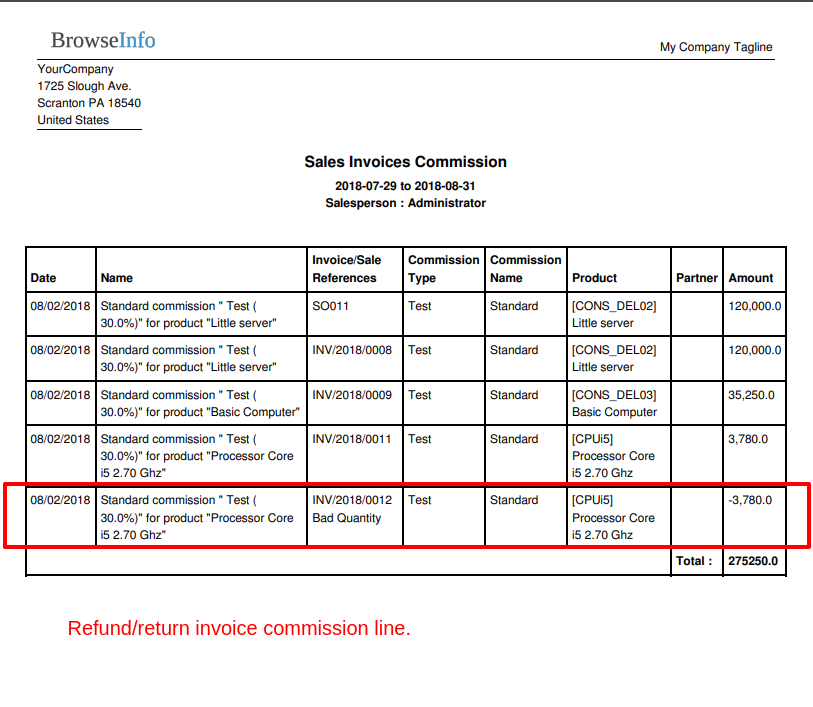 BrowseInfo
My Company Tagline
YourCompany
1725 Slough Ave.
Scranton PA 18540
United States
Sales Invoices Commission
2018-07-29 to 2018-08-31
Salesperson : Administrator
Date Name Invoice/Sale References Commission Type Commission Name Product Partner Amount
08/02/2018 Standard commission " Test ( SO011 Test Standard [CONS_DEL02] 120,000.0
30.0%)" for product "Little server" Little server
08/02/2018 Standard commission " Test ( INV/2018/0008 Test Standard [CONS_DEL02] 120,000.0
30.0%)" for product "Little server" Little server
08/02/2018 Standard commission " Test ( INV/2018/0009 Test Standard [CONS_DEL03] 35,250.0
30.0%)" for product "Basic Computer" Basic Computer
08/02/2018 Standard commission " Test ( INV/2018/0011 Test Standard [CPUi5] 3,780.0
30.0%)" for product "Processor Core Processor Core
i5 2.70 Ghz" i5 2.70 Ghz
08/02/2018 Standard commission " Test ( INV/2018/0012 Test Standard [CPUi5] -3,780.0
30.0%)" for product "Processor Core Bad Quantity Processor Core
i5 2.70 Ghz" i5 2.70 Ghz
Total : 275250.0
Refund/return invoice commission line.